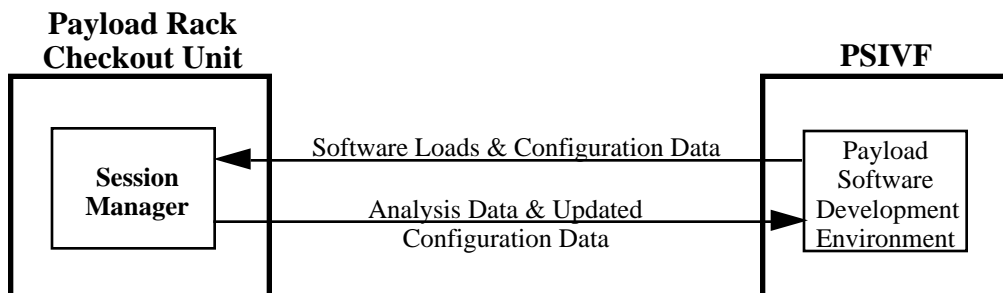 Payload Rack
Checkout Unit
PSIVF
Software Loads & Configuration Data
Session
Manager
Analysis Data & Updated
Configuration Data
Payload
Software
Development
Environment